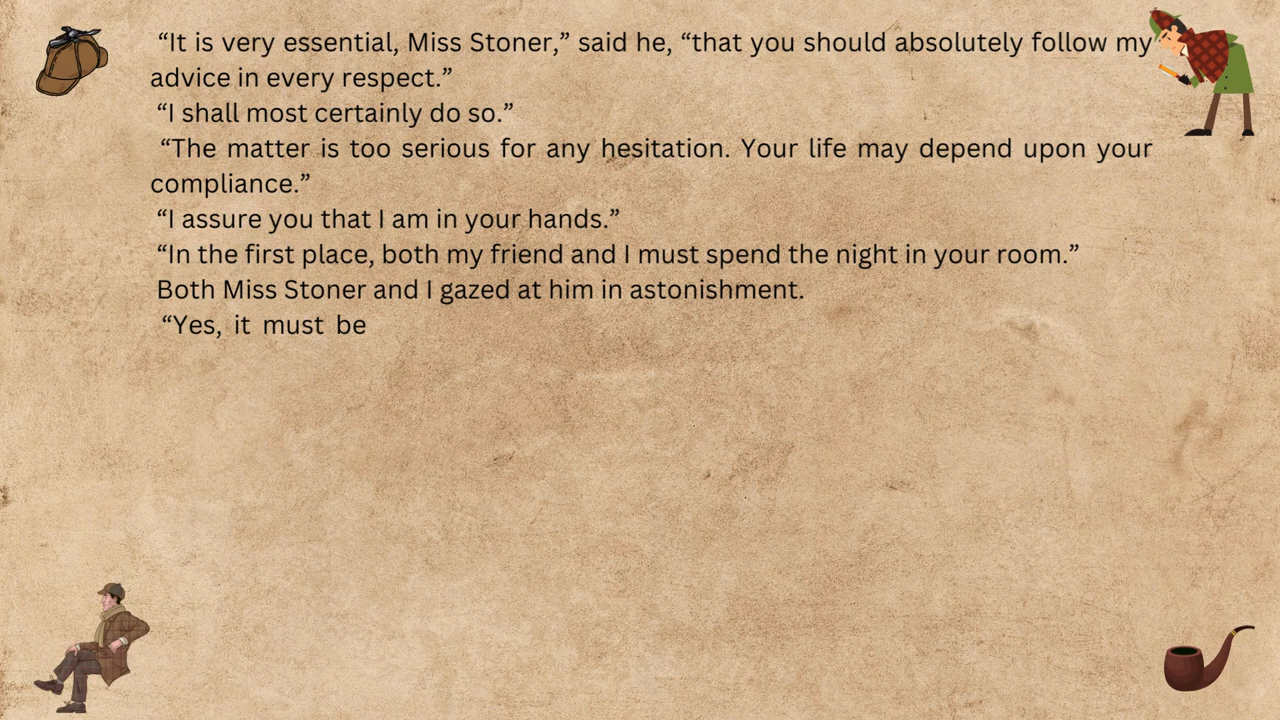 “It is very essential, Miss Stoner,” said he, “that you should absolutely follow my
advice in every respect.”
“I shall most certainly do so.”
“The matter is too serious for any hesitation. Your life may depend upon your
compliance.”
“I assure you that I am in your hands.”
“In the first place, both my friend and I must spend the night in your room.”
Both Miss Stoner and I gazed at him in astonishment.
“Yes, it must be